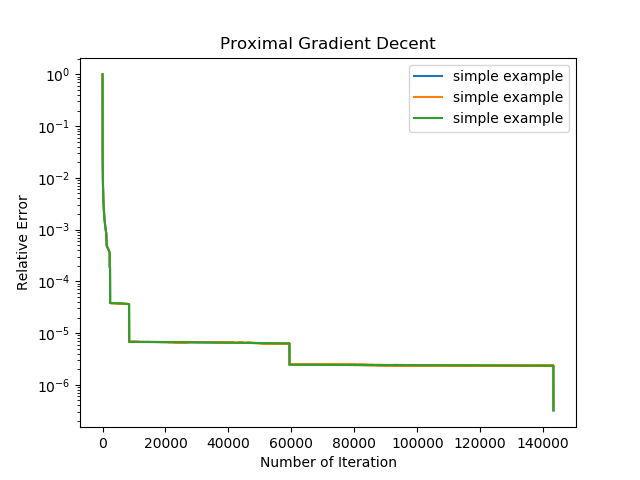 Proximal Gradient Decent
simple example
simple example
simple example
Relative Error
10⁰
10⁻¹
10⁻²
10⁻³
10⁻⁴
10⁻⁵
10⁻⁶
0 20000 40000 60000 80000 100000 120000 140000
Number of Iteration